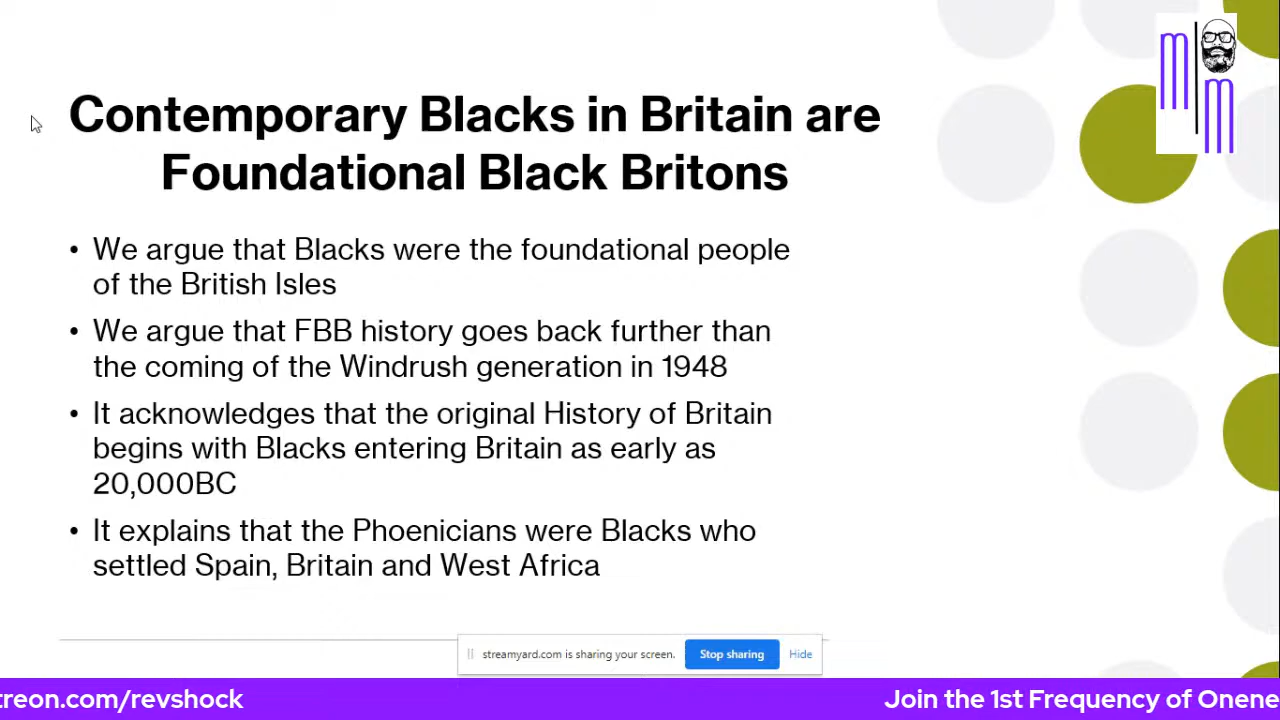 Contemporary Blacks in Britain are
Foundational Black Britons
• We argue that Blacks were the foundational people
of the British Isles
• We argue that FBB history goes back further than
the coming of the Windrush generation in 1948
• It acknowledges that the original History of Britain
begins with Blacks entering Britain as early as
20,000BC
• It explains that the Phoenicians were Blacks who
settled Spain, Britain and West Africa
m
m
streamyard.com is sharing your screen. Stop sharing Hide
treon.com/revshock Join the 1st Frequency of Onene